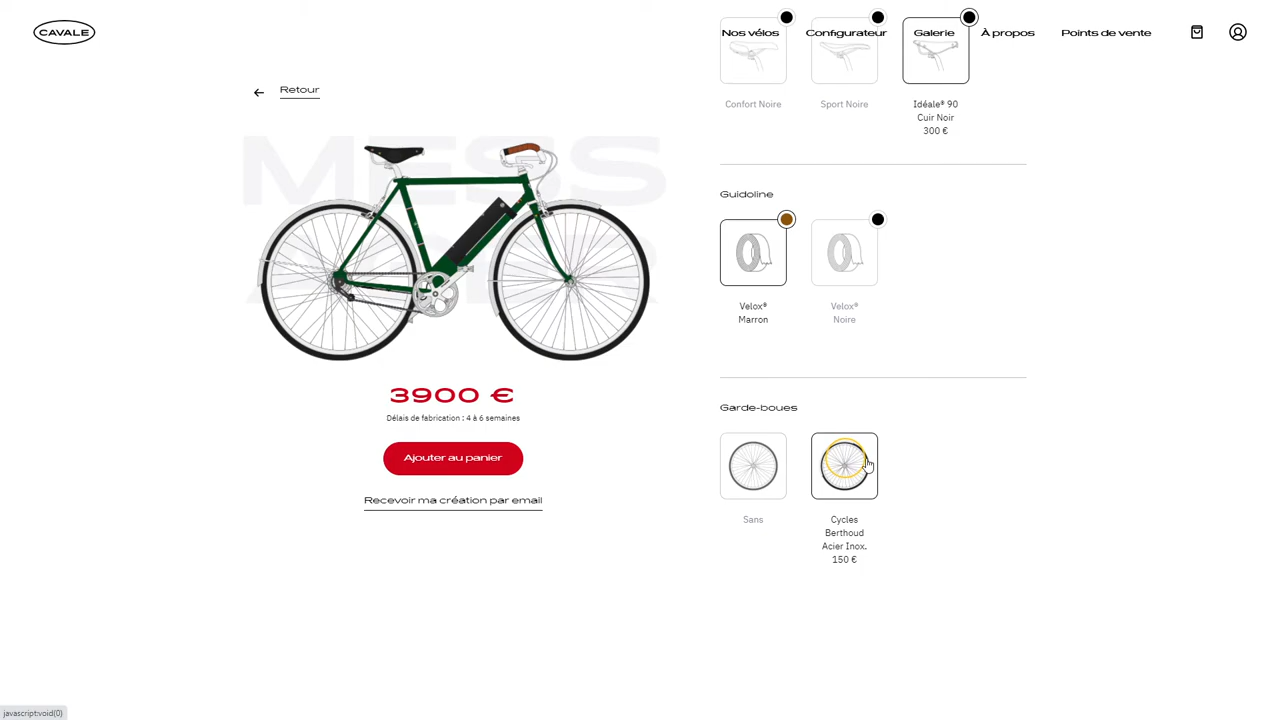 CAVALE
Nos vélos
Configurateur
Galerie
À propos
Points de vente
Retour
MESS
3900 €
Délais de fabrication : 4 à 6 semaines
Ajouter au panier
Recevoir ma création par email
Confort Noire
Sport Noire
Idéale® 90
Cuir Noir
300 €
Guidoline
Velox®
Marron
Velox®
Noire
Garde-boues
Sans
Cycles
Berthoud
Acier Inox.
150 €
javascript:void(0)